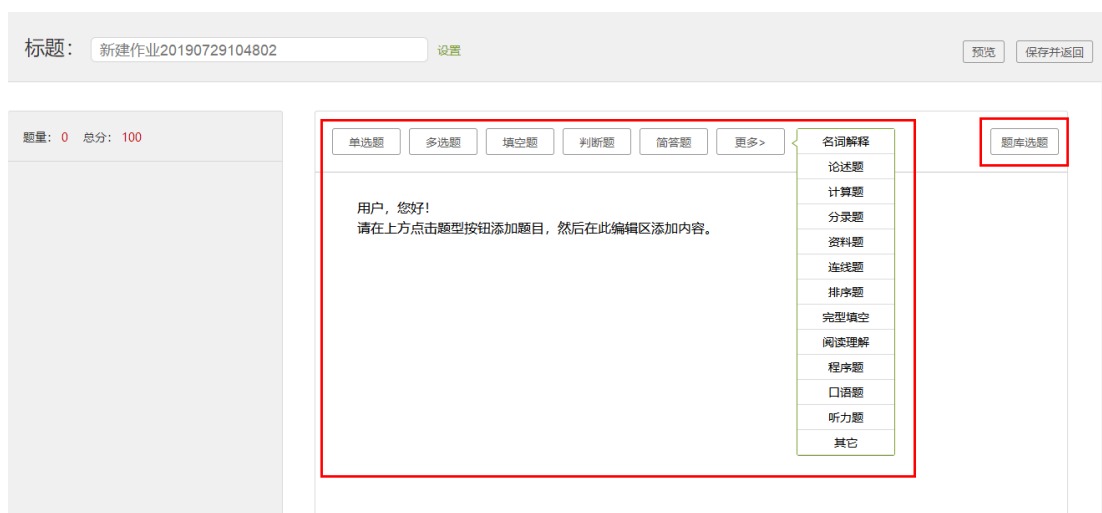 标题： 新建作业20190729104802 设置 预览 保存并返回
题量： 0 总分： 100
单选题 多选题 填空题 判断题 简答题 更多> 名词解释 题库选题
论述题
计算题
用户，您好！
分录题
请在上方点击题型按钮添加题目，然后在此编辑区添加内容。
资料题
连线题
排序题
完型填空
阅读理解
程序题
口语题
听力题
其它